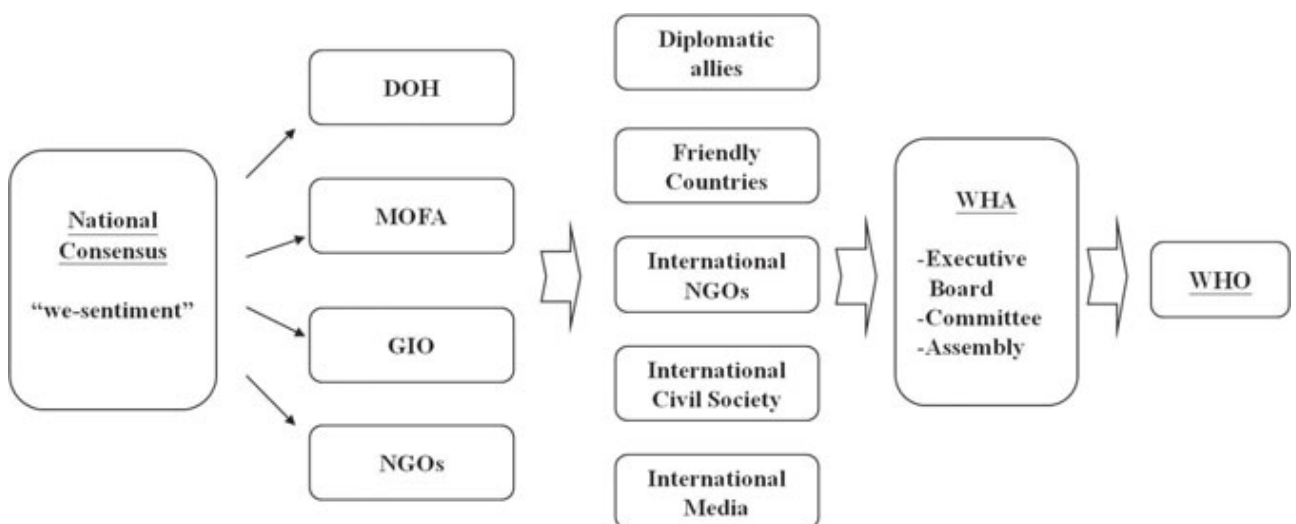 National
Consensus
“we-sentiment”
DOH
MOFA
GIO
NGOs
Diplomatic
allies
Friendly
Countries
International
NGOs
International
Civil Society
International
Media
WHA
-Executive
Board
-Committee
-Assembly
WHO